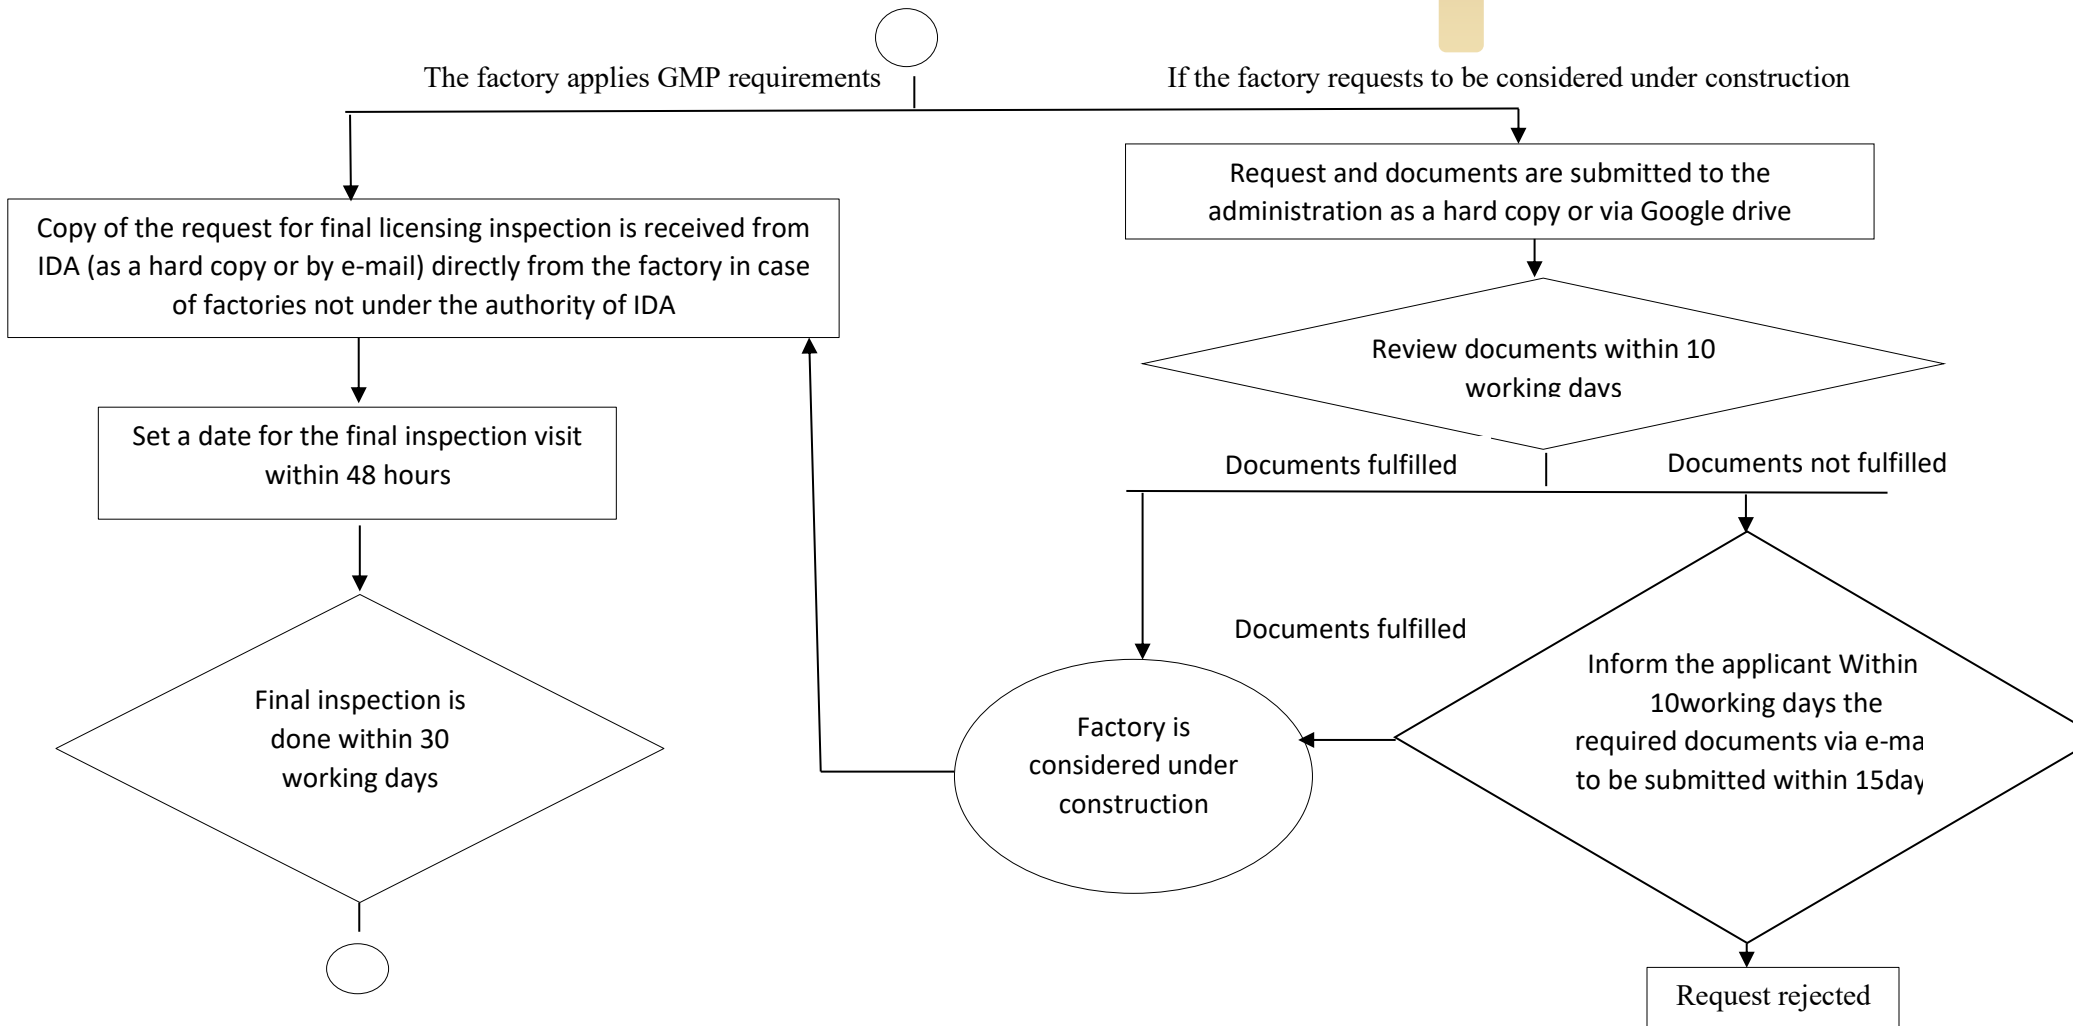 The factory applies GMP requirements
If the factory requests to be considered under construction
Copy of the request for final licensing inspection is received from
IDA (as a hard copy or by e-mail) directly from the factory in case
of factories not under the authority of IDA
Set a date for the final inspection visit
within 48 hours
Final inspection is
done within 30
working days
Request and documents are submitted to the
administration as a hard copy or via Google drive
Review documents within 10
working days
Documents fulfilled
Documents not fulfilled
Documents fulfilled
Factory is
considered under
construction
Inform the applicant Within
10working days the
required documents via e-ma
to be submitted within 15day
Request rejected